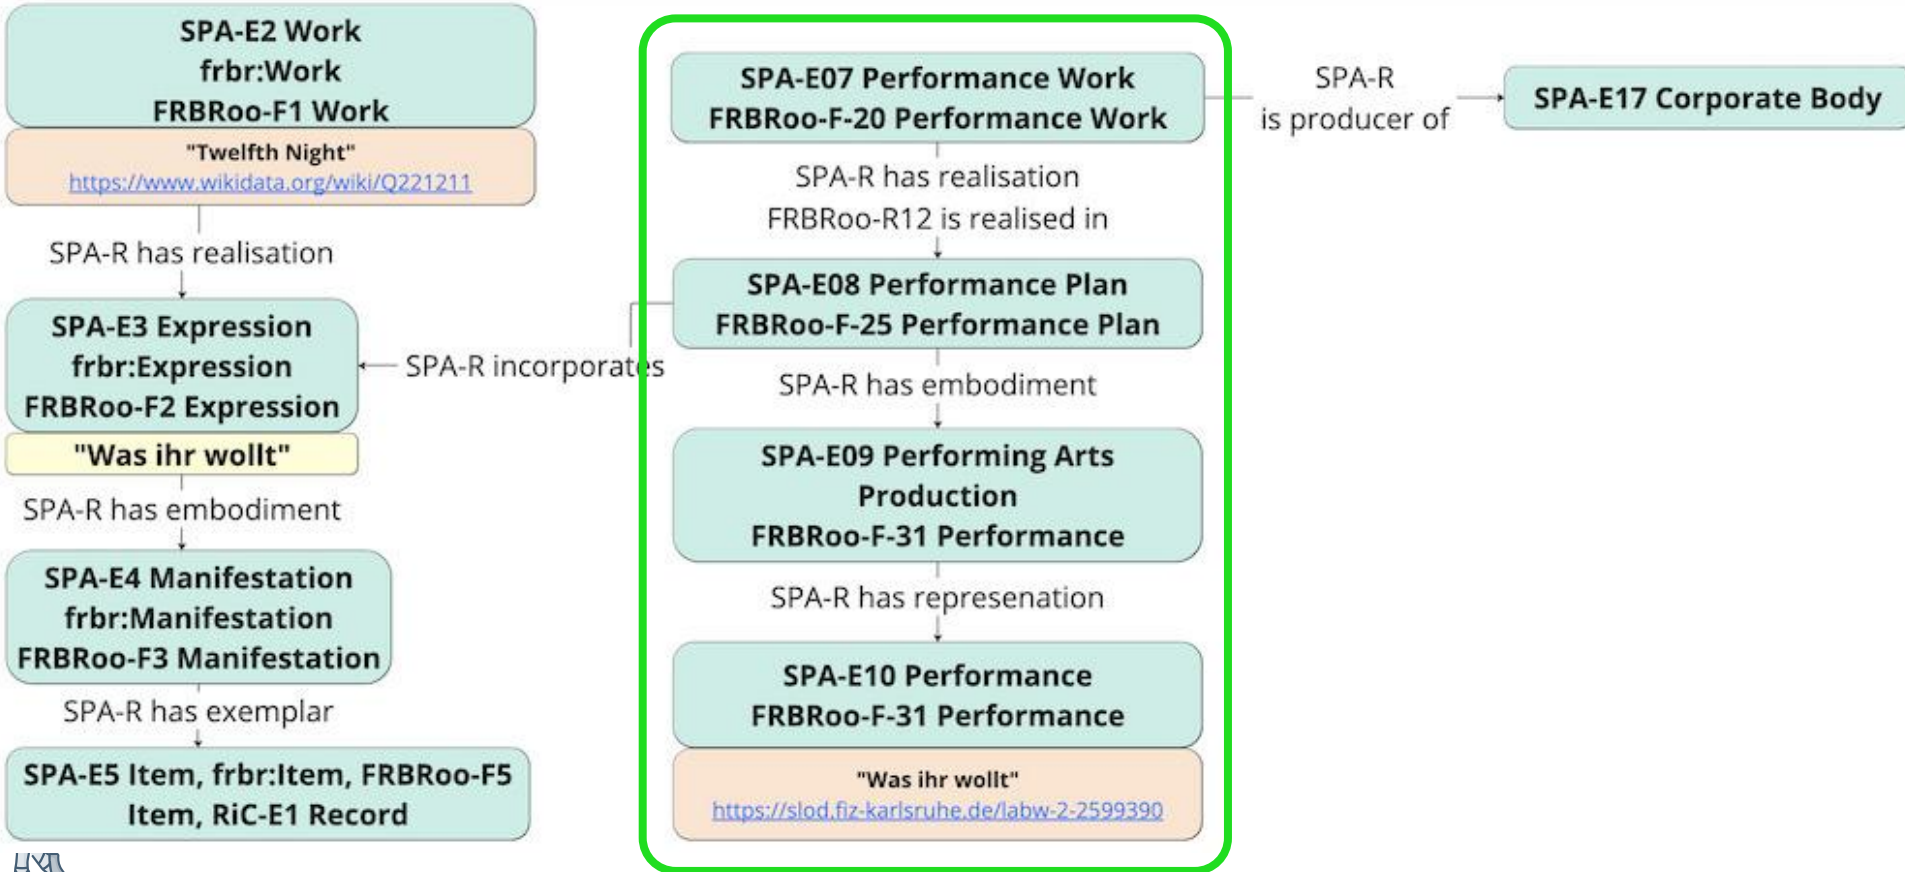 SPA-E2 Work
frbr:Work
FRBRoo-F1 Work
"Twelfth Night"
https://www.wikidata.org/wiki/Q221211
SPA-R has realisation
SPA-E3 Expression
frbr:Expression
FRBRoo-F2 Expression
"Was ihr wollt"
SPA-R has embodiment
SPA-E4 Manifestation
frbr:Manifestation
FRBRoo-F3 Manifestation
SPA-R has exemplar
SPA-E5 Item, frbr:Item, FRBRoo-F5
Item, RiC-E1 Record
SPA-R incorporates
SPA-E07 Performance Work
FRBRoo-F-20 Performance Work
SPA-R has realisation
FRBRoo-R12 is realised in
SPA-E08 Performance Plan
FRBRoo-F-25 Performance Plan
SPA-R has embodiment
SPA-E09 Performing Arts
Production
FRBRoo-F-31 Performance
SPA-R has represenation
SPA-E10 Performance
FRBRoo-F-31 Performance
"Was ihr wollt"
https://slod.fiz-karlsruhe.de/labw-2-2599390
SPA-R
is producer of
SPA-E17 Corporate Body